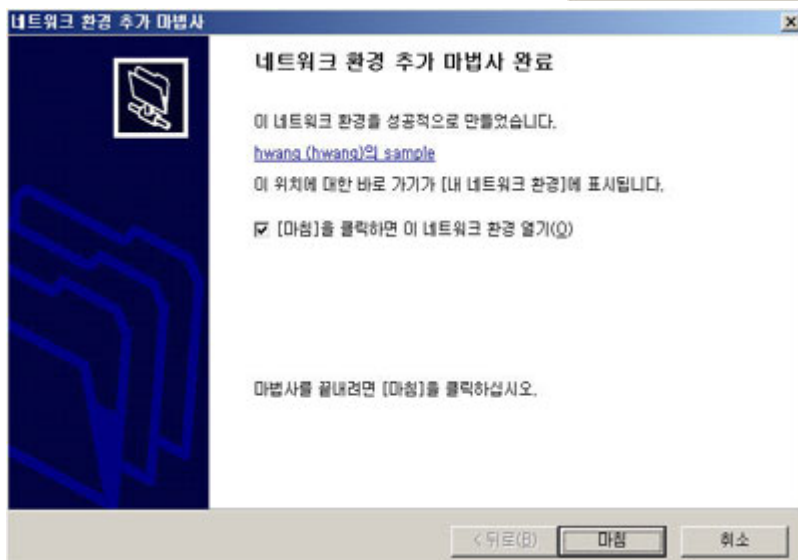 네트워크 환경 추가 마법사
네트워크 환경 추가 마법사 완료
이 네트워크 환경을 성공적으로 만들었습니다.
hwang (hwang)의 sample
이 위치에 대한 바로 가기가 [내 네트워크 환경]에 표시됩니다.
[마침]을 클릭하면 이 네트워크 환경 열기(O)
마법사를 끝내려면 [마침]을 클릭하십시오.
< 뒤로(B) 마침 취소